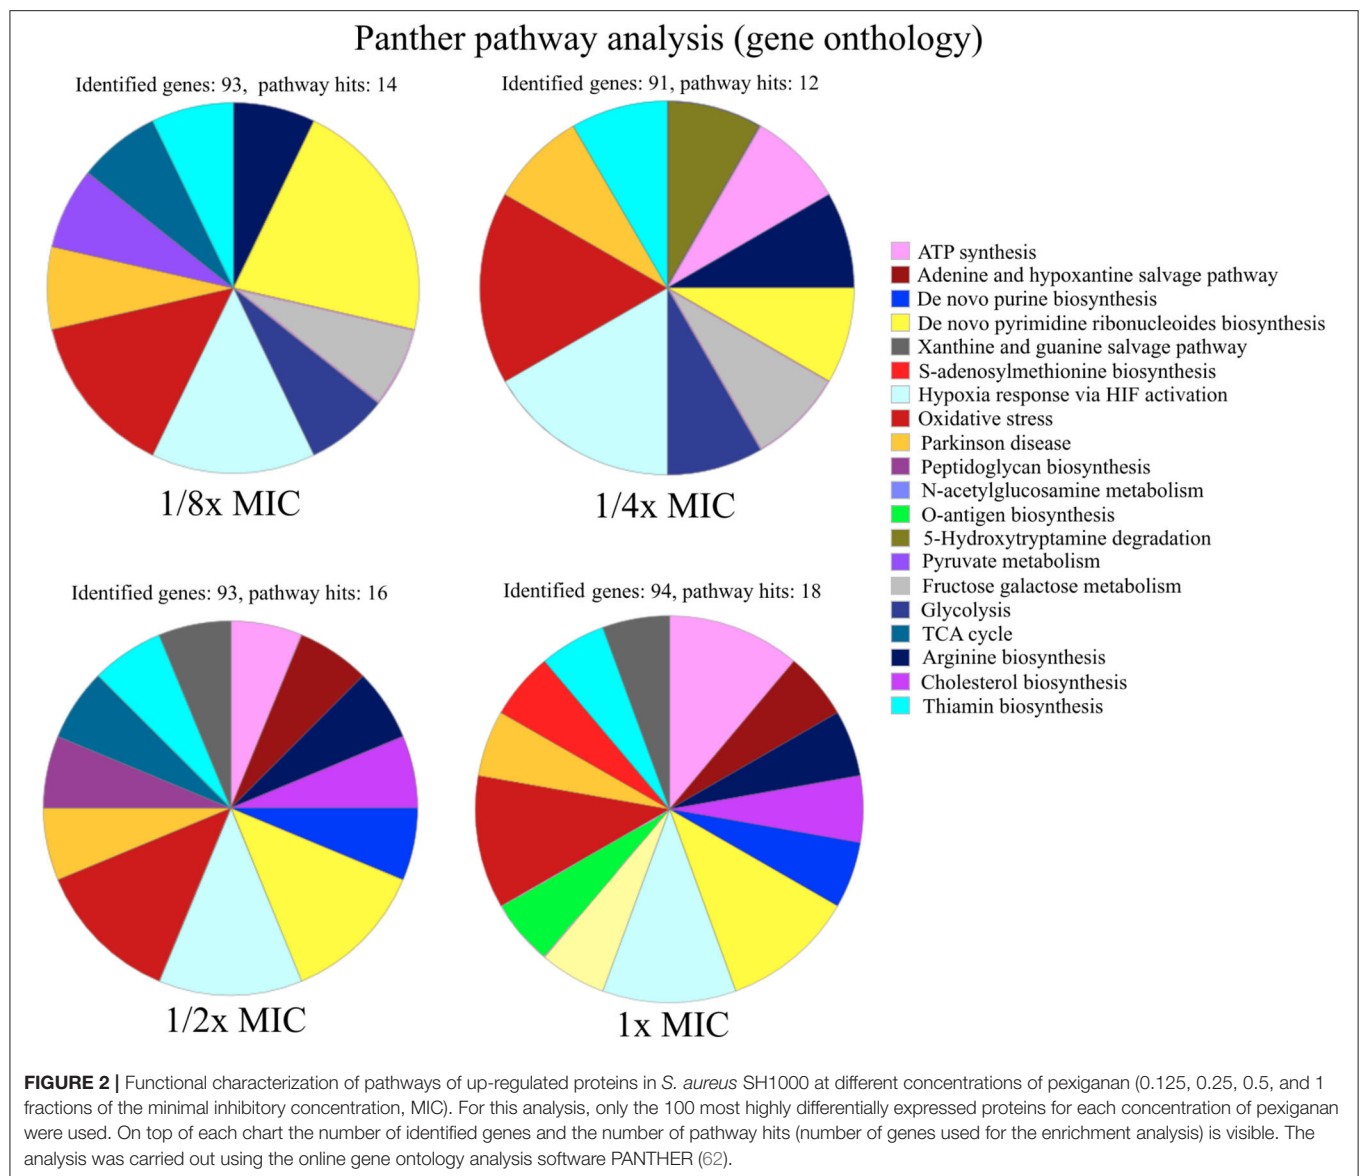 Panther pathway analysis (gene onthology)
Identified genes: 93, pathway hits: 14
Identified genes: 91, pathway hits: 12
1/8x MIC
1/4x MIC
ATP synthesis
Adenine and hypoxantine salvage pathway
De novo purine biosynthesis
De novo pyrimidine ribonucleoides biosynthesis
Xanthine and guanine salvage pathway
S-adenosylmethionine biosynthesis
Hypoxia response via HIF activation
Oxidative stress
Parkinson disease
Peptidoglycan biosynthesis
N-acetylglucosamine metabolism
O-antigen biosynthesis
5-Hydroxytryptamine degradation
Pyruvate metabolism
Fructose galactose metabolism
Glycolysis
TCA cycle
Arginine biosynthesis
Cholesterol biosynthesis
Thiamin biosynthesis
Identified genes: 93, pathway hits: 16
Identified genes: 94, pathway hits: 18
1/2x MIC
1x MIC
FIGURE 2 | Functional characterization of pathways of up-regulated proteins in S. aureus SH1000 at different concentrations of pexiganan (0.125, 0.25, 0.5, and 1
fractions of the minimal inhibitory concentration, MIC). For this analysis, only the 100 most highly differentially expressed proteins for each concentration of pexiganan
were used. On top of each chart the number of identified genes and the number of pathway hits (number of genes used for the enrichment analysis) is visible. The
analysis was carried out using the online gene ontology analysis software PANTHER (62).